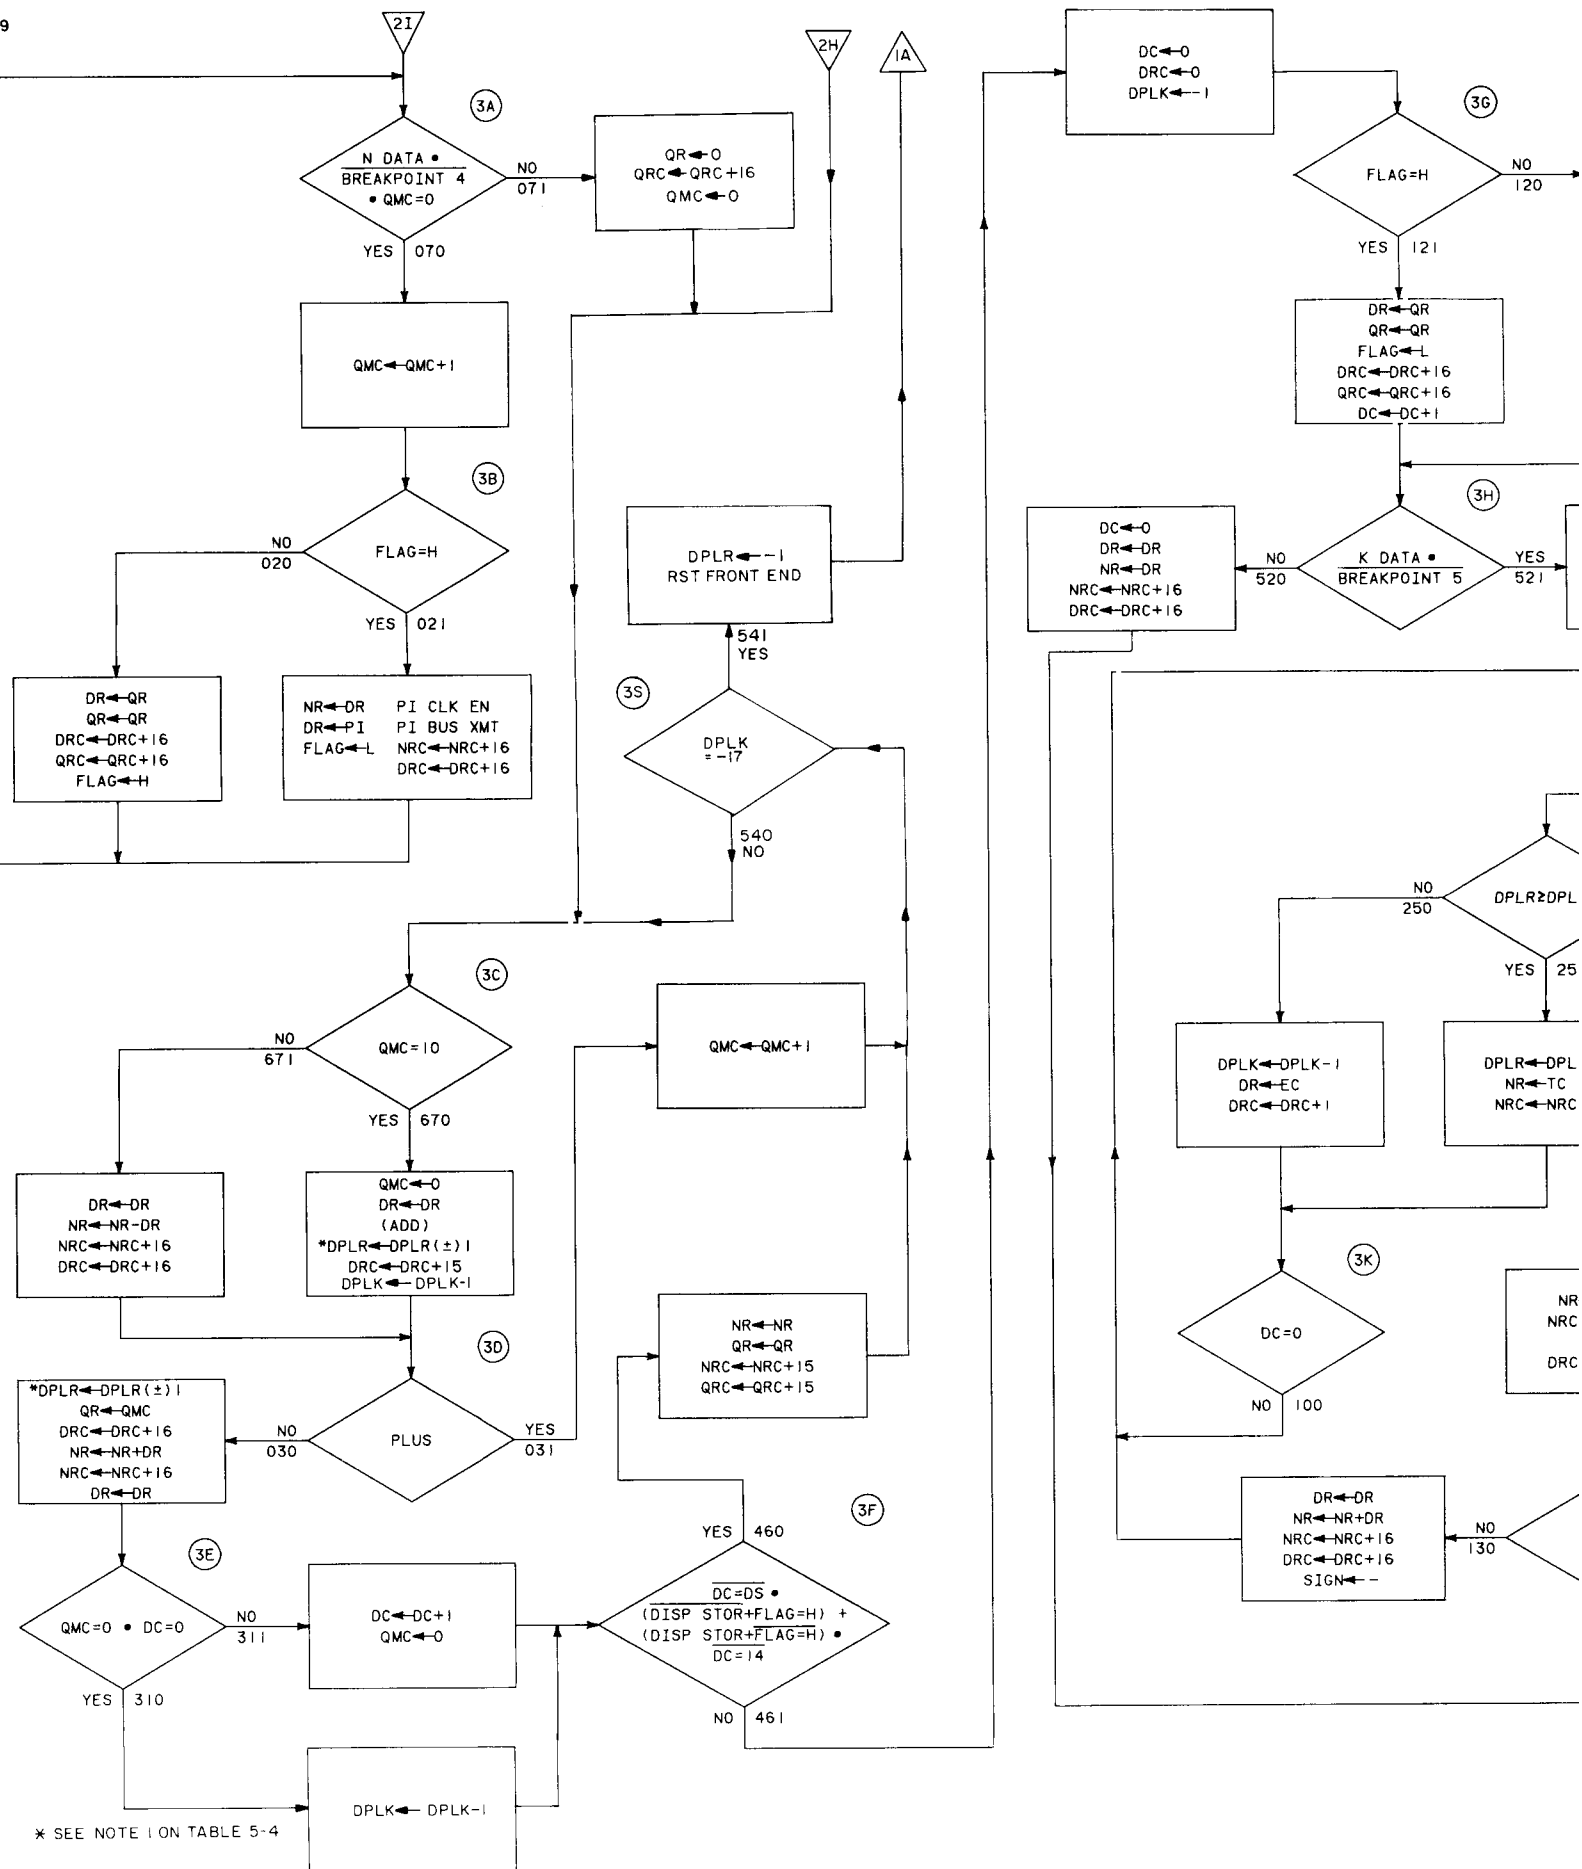 9
2I
3A
N DATA •
BREAKPOINT 4
• QMC=0
NO
071
YES 070
QR←0
QRC←QRC+16
QMC←0
2H
1A
QMC←QMC+1
3B
FLAG=H
NO
020
YES 021
DR←QR
QR←QR
DRC←DRC+16
QRC←QRC+16
FLAG←H
NR←DR PI CLK EN
DR←PI PI BUS XMT
FLAG←L NRC←NRC+16
DRC←DRC+16
DPLR←-1
RST FRONT END
541
YES
3S
DPLK
=-17
540
NO
3C
QMC=10
NO
671
YES 670
QMC←QMC+1
DR←DR
NR←NR-DR
NRC←NRC+16
DRC←DRC+16
QMC←0
DR←DR
(ADD)
*DPLR←DPLR(±)1
DRC←DRC+15
DPLK←DPLK-1
3D
PLUS
NO
030
YES
031
*DPLR←DPLR(±)1
QR←QMC
DRC←DRC+16
NR←NR+DR
NRC←NRC+16
DR←DR
NR←NR
QR←QR
NRC←NRC+15
QRC←QRC+15
3E
QMC=0 • DC=0
NO
311
YES 310
DC←DC+1
QMC←0
DPLK←DPLK-1
3F
YES 460
DC=DS •
(DISP STOR+FLAG=H) +
(DISP STOR+FLAG=H) •
DC=14
NO 461
* SEE NOTE 1 ON TABLE 5-4
DC←0
DRC←0
DPLK←-1
3G
FLAG=H
NO
120
YES 121
DR←QR
QR←QR
FLAG←L
DRC←DRC+16
QRC←QRC+16
DC←DC+1
3H
K DATA •
BREAKPOINT 5
NO
520
YES
521
DC←0
DR←DR
NR←DR
NRC←NRC+16
DRC←DRC+16
DPLR≥DPL
NO
250
YES 25
DPLK←DPLK-1
DR←EC
DRC←DRC+1
DPLR←DPL
NR←TC
NRC←NRC
3K
DC=0
NO 100
NR
NRC
DRC
DR←DR
NR←NR+DR
NRC←NRC+16
DRC←DRC+16
SIGN←-
NO
130